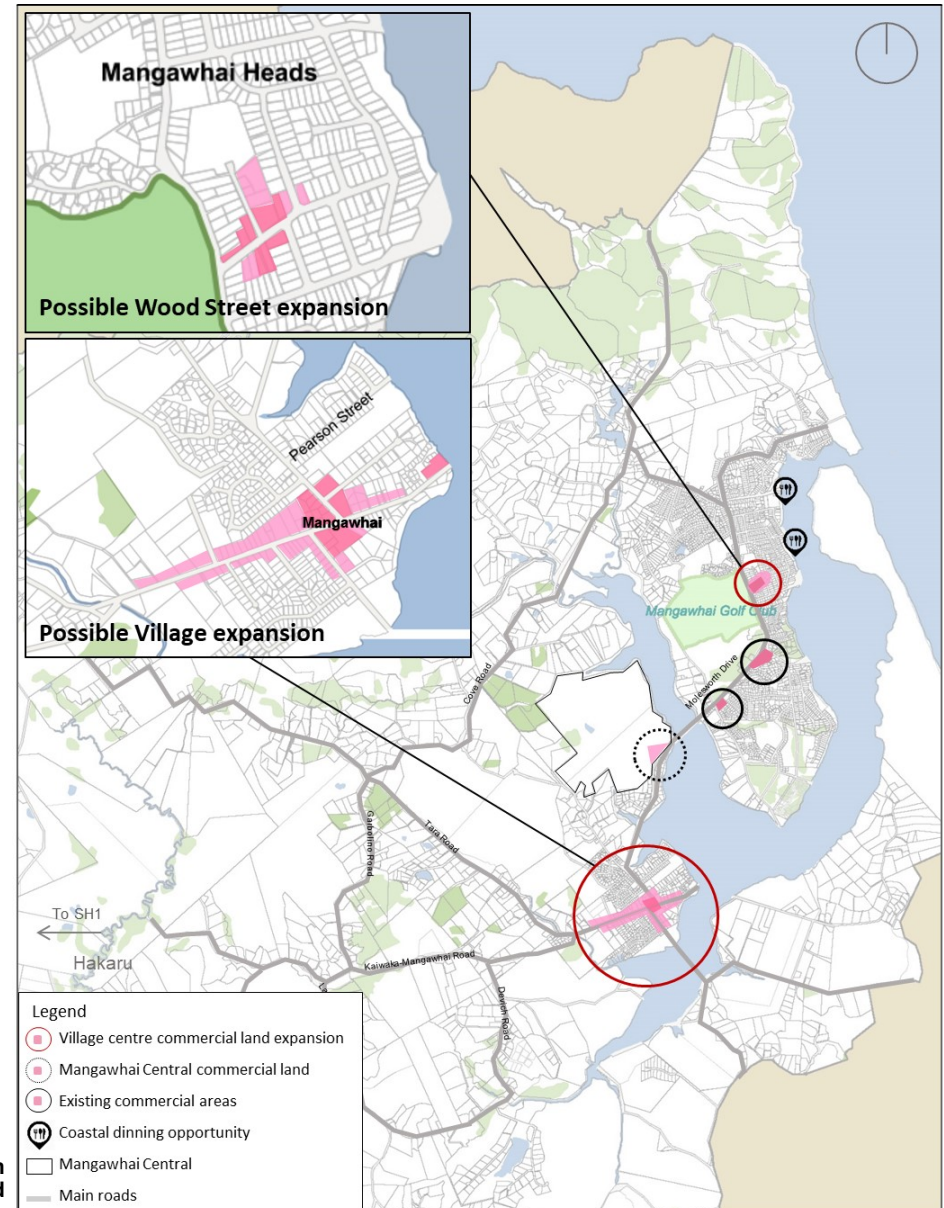 Mangawhai Heads
Possible Wood Street expansion
Pearson Street
Mangawhai
Possible Village expansion
Mangawhai Golf Club
Molesworth Drive
Cove Road
Garbolino Road
Tara Road
To SH1
Hakaru
Kaiwaka-Mangawhai Road
Devich Road
Legend
Village centre commercial land expansion
Mangawhai Central commercial land
Existing commercial areas
Coastal dinning opportunity
Mangawhai Central
Main roads